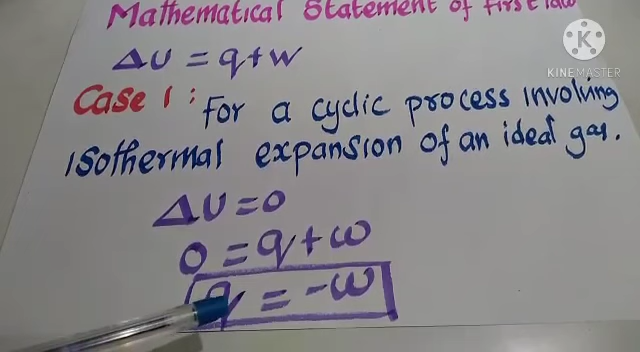 Mathematical Statement of first law
ΔU = q+w
Case 1 : For a cyclic process involving
isothermal expansion of an ideal gas.
ΔU=0
0 = q+w
q = -w
K
KINEMASTER